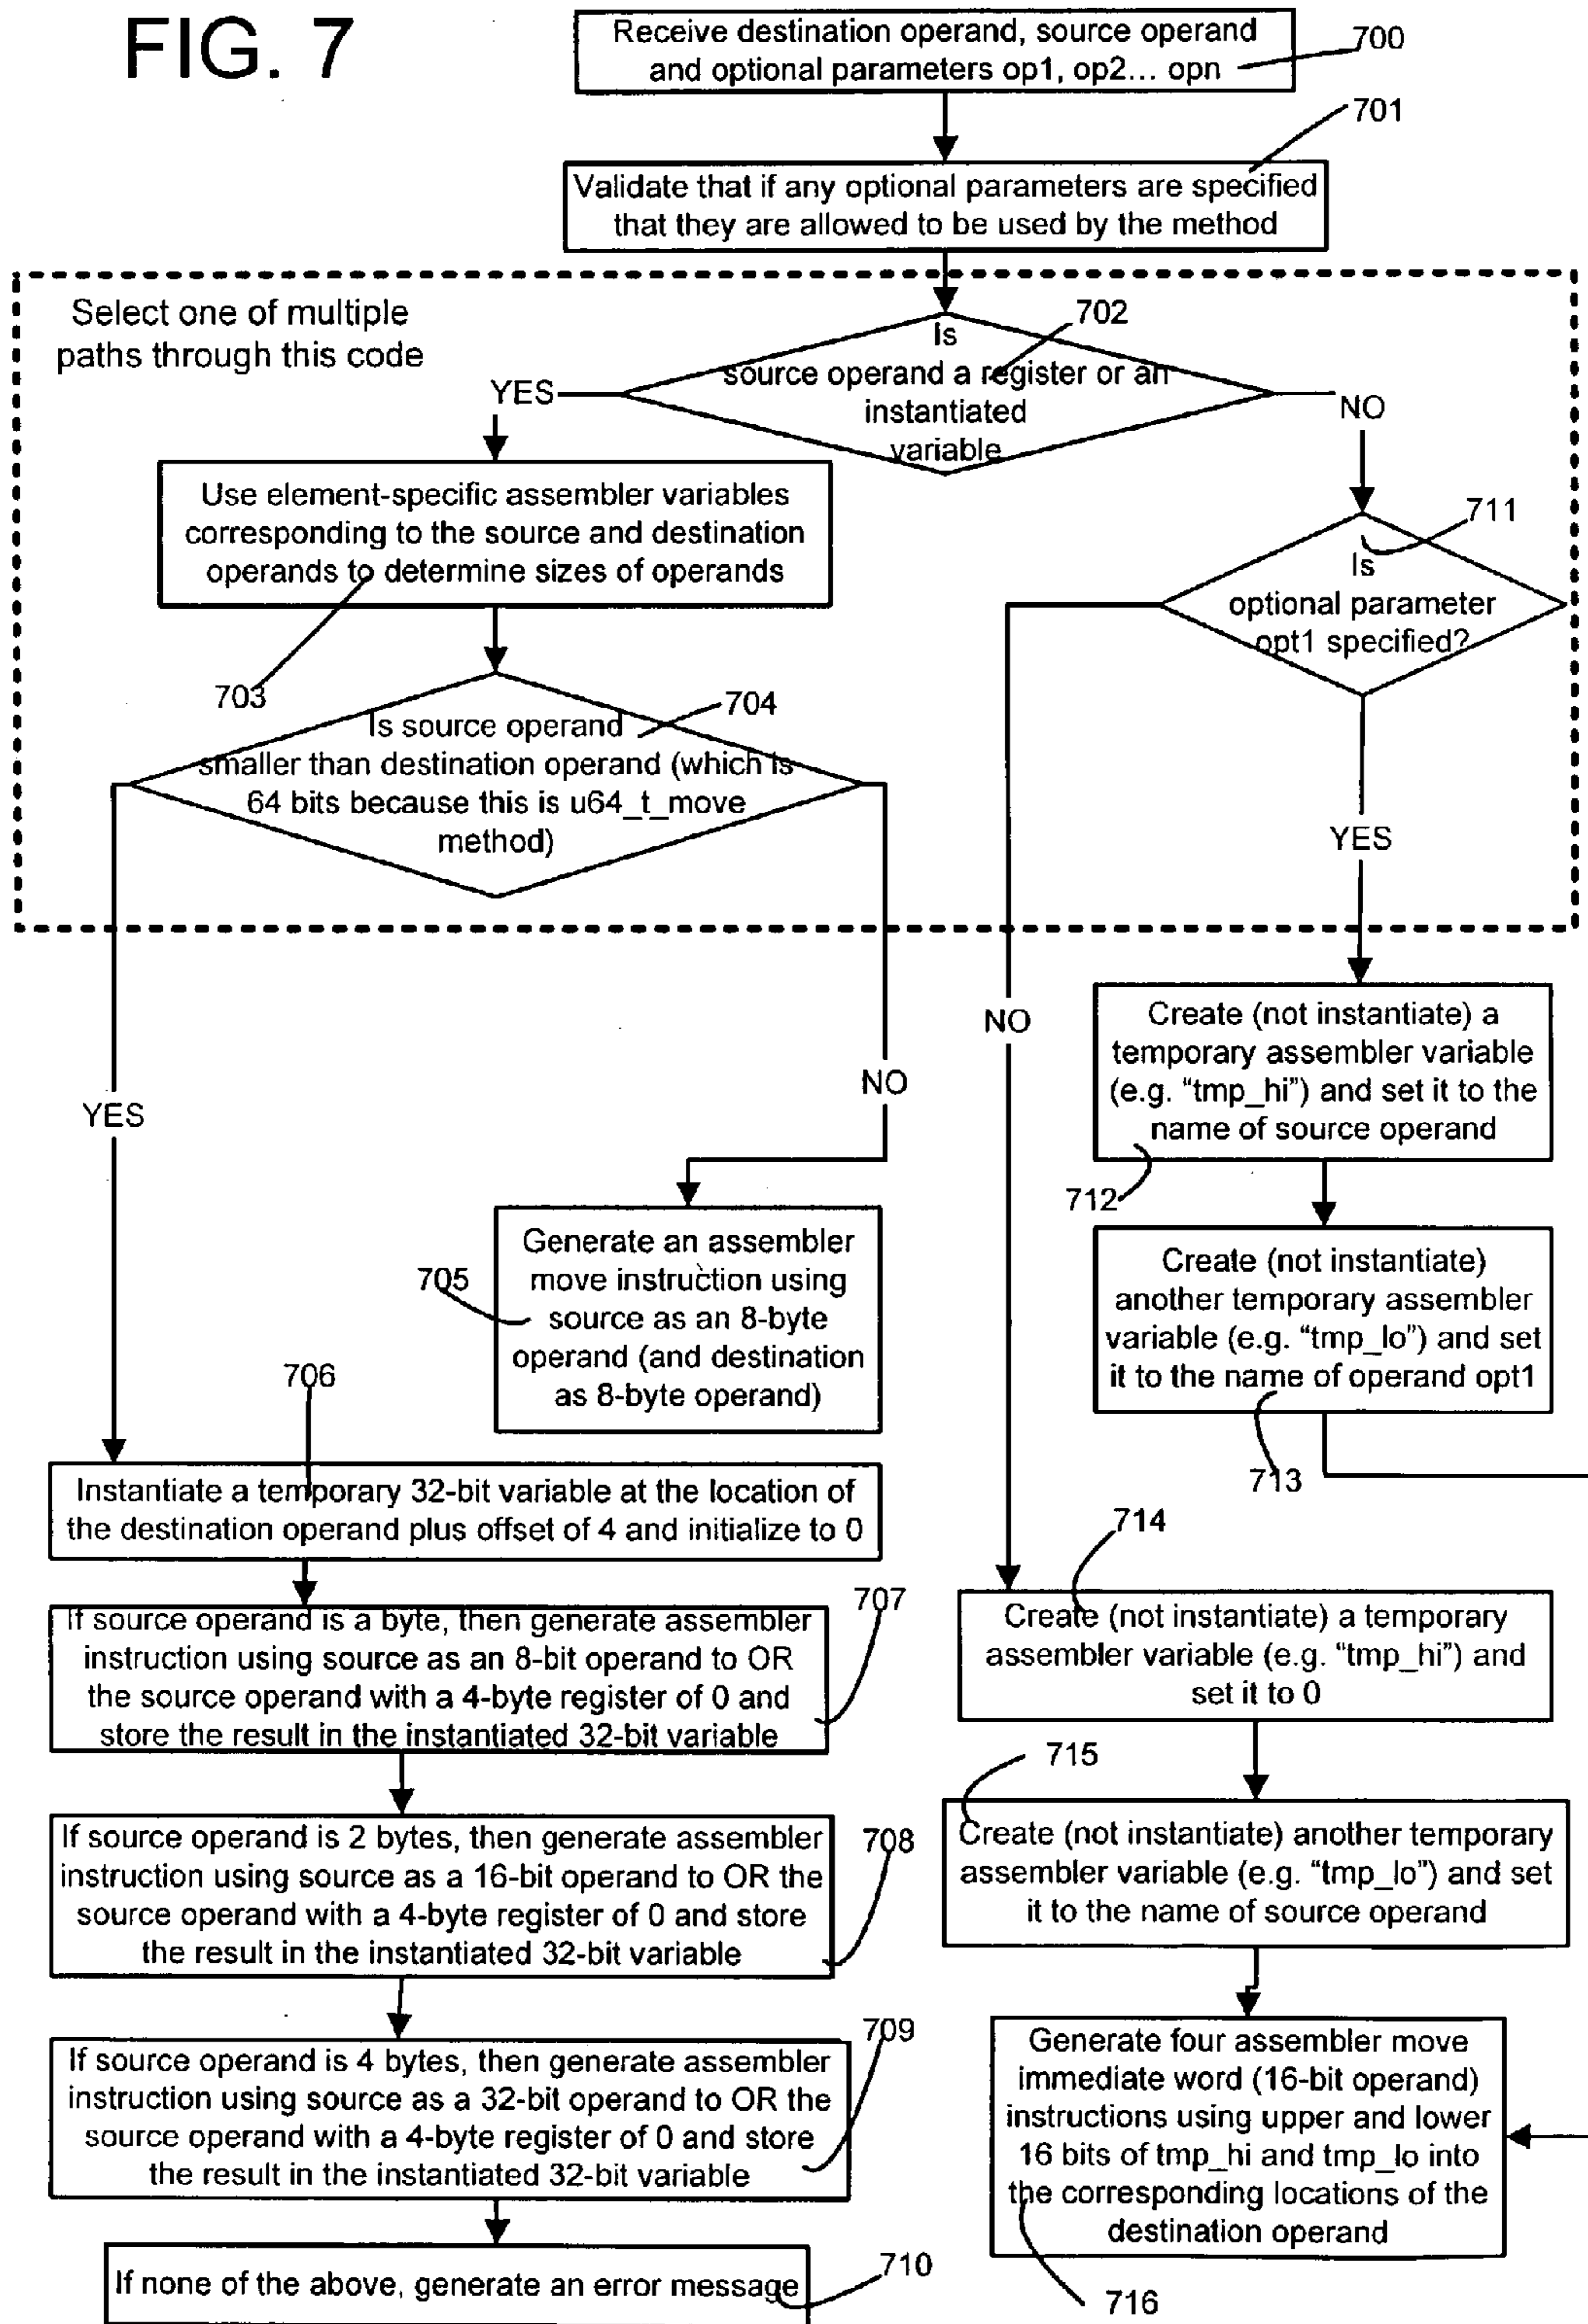 FIG. 7
Receive destination operand, source operand
and optional parameters op1, op2... opn
700
701
Validate that if any optional parameters are specified
that they are allowed to be used by the method
Select one of multiple
paths through this code
702
Is
source operand a register or an
instantiated
variable
YES
NO
Use element-specific assembler variables
corresponding to the source and destination
operands to determine sizes of operands
703
711
Is
optional parameter
opt1 specified?
704
Is source operand
smaller than destination operand (which is
64 bits because this is u64_t_move
method)
YES
NO
NO
YES
Create (not instantiate) a
temporary assembler variable
(e.g. “tmp_hi”) and set it to the
name of source operand
712
Generate an assembler
move instruction using
source as an 8-byte
operand (and destination
as 8-byte operand)
705
Create (not instantiate)
another temporary assembler
variable (e.g. “tmp_lo”) and set
it to the name of operand opt1
713
706
Instantiate a temporary 32-bit variable at the location of
the destination operand plus offset of 4 and initialize to 0
714
Create (not instantiate) a temporary
assembler variable (e.g. “tmp_hi”) and
set it to 0
707
If source operand is a byte, then generate assembler
instruction using source as an 8-bit operand to OR
the source operand with a 4-byte register of 0 and
store the result in the instantiated 32-bit variable
715
Create (not instantiate) another temporary
assembler variable (e.g. “tmp_lo”) and set
it to the name of source operand
708
If source operand is 2 bytes, then generate assembler
instruction using source as a 16-bit operand to OR the
source operand with a 4-byte register of 0 and store
the result in the instantiated 32-bit variable
709
If source operand is 4 bytes, then generate assembler
instruction using source as a 32-bit operand to OR the
source operand with a 4-byte register of 0 and store
the result in the instantiated 32-bit variable
Generate four assembler move
immediate word (16-bit operand)
instructions using upper and lower
16 bits of tmp_hi and tmp_lo into
the corresponding locations of the
destination operand
716
If none of the above, generate an error message
710